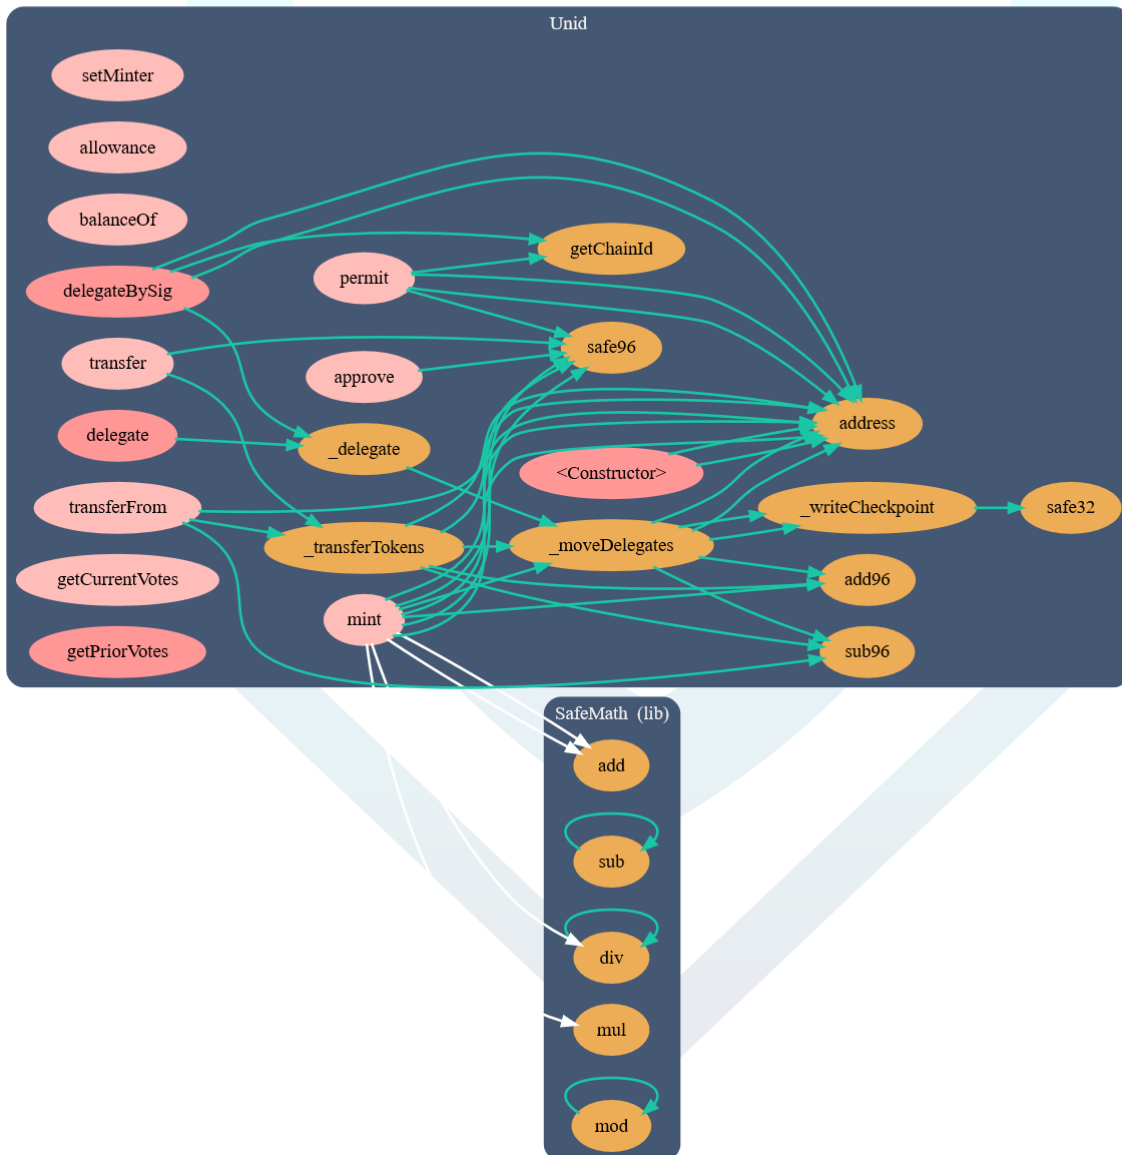 Unid
setMinter
allowance
balanceOf
delegateBySig
transfer
delegate
transferFrom
getCurrentVotes
getPriorVotes
permit
approve
_delegate
_transferTokens
mint
getChainId
safe96
<Constructor>
_moveDelegates
address
_writeCheckpoint
add96
sub96
safe32
SafeMath (lib)
add
sub
div
mul
mod